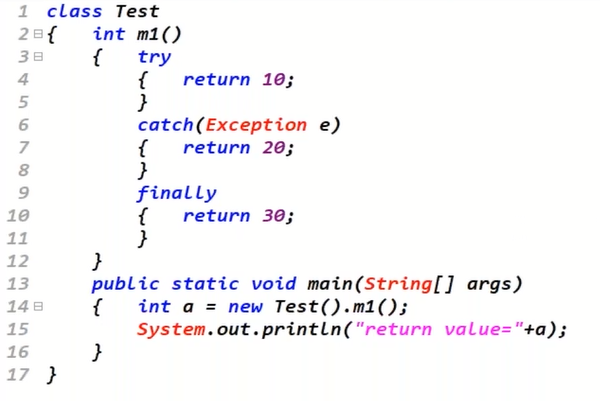 1 class Test
2 {   int m1()
3     {   try
4         {   return 10;
5         }
6         catch(Exception e)
7         {   return 20;
8         }
9         finally
10         {   return 30;
11         }
12     }
13     public static void main(String[] args)
14     {   int a = new Test().m1();
15         System.out.println("return value="+a);
16     }
17 }